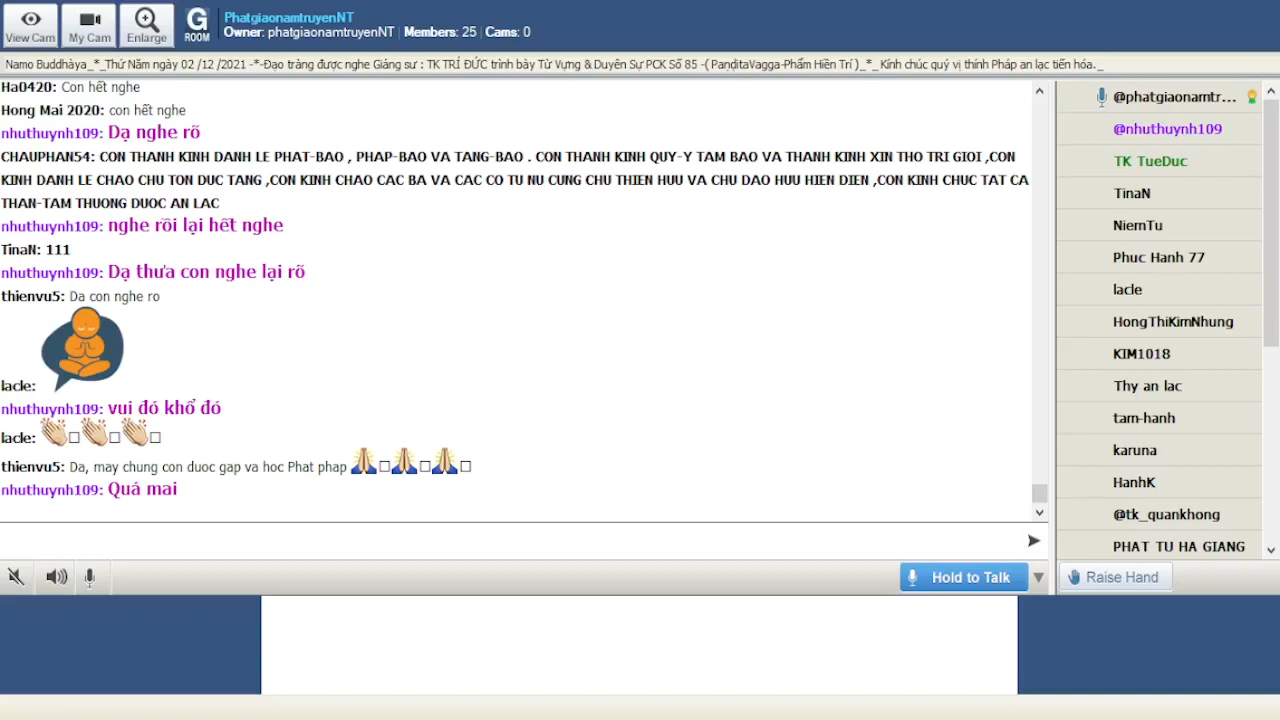 View Cam
My Cam
Enlarge
G
ROOM
PhatgiaonamtruyenNT
Owner: phatgiaonamtruyenNT | Members: 25 | Cams: 0
Namo Buddhàya_*_Thứ Năm ngày 02 /12 /2021 -*-Đạo tràng được nghe Giảng sư : TK TRÍ ĐỨC trình bày Từ Vựng & Duyên Sự PCK Số 85 -( PaṇḍitaVagga-Phẩm Hiền Trí )_*_ Kính chúc quý vị thính Pháp an lạc tiến hóa._
Ha0420: Con hết nghe
Hong Mai 2020: con hết nghe
nhuthuynh109: Dạ nghe rõ
CHAUPHAN54: CON THANH KINH DANH LE PHAT-BAO , PHAP-BAO VA TANG-BAO . CON THANH KINH QUY-Y TAM BAO VA THANH KINH XIN THO TRI GIOI ,CON
KINH DANH LE CHAO CHU TON DUC TANG ,CON KINH CHAO CAC BA VA CAC CO TU NU CUNG CHU THIEN HUU VA CHU DAO HUU HIEN DIEN ,CON KINH CHUC TAT CA
THAN-TAM THUONG DUOC AN LAC
nhuthuynh109: nghe rồi lại hết nghe
TinaN: 111
nhuthuynh109: Dạ thưa con nghe lại rõ
thienvu5: Da con nghe ro
lacle:
nhuthuynh109: vui đó khổ đó
lacle:
thienvu5: Da, may chung con duoc gap va hoc Phat phap
nhuthuynh109: Quá mai
Hold to Talk
@phatgiaonamtr...
@nhuthuynh109
TK TueDuc
TinaN
NiemTu
Phuc Hanh 77
lacle
HongThiKimNhung
KIM1018
Thy an lac
tam-hanh
karuna
HanhK
@tk_quankhong
PHAT TU HA GIANG
Raise Hand